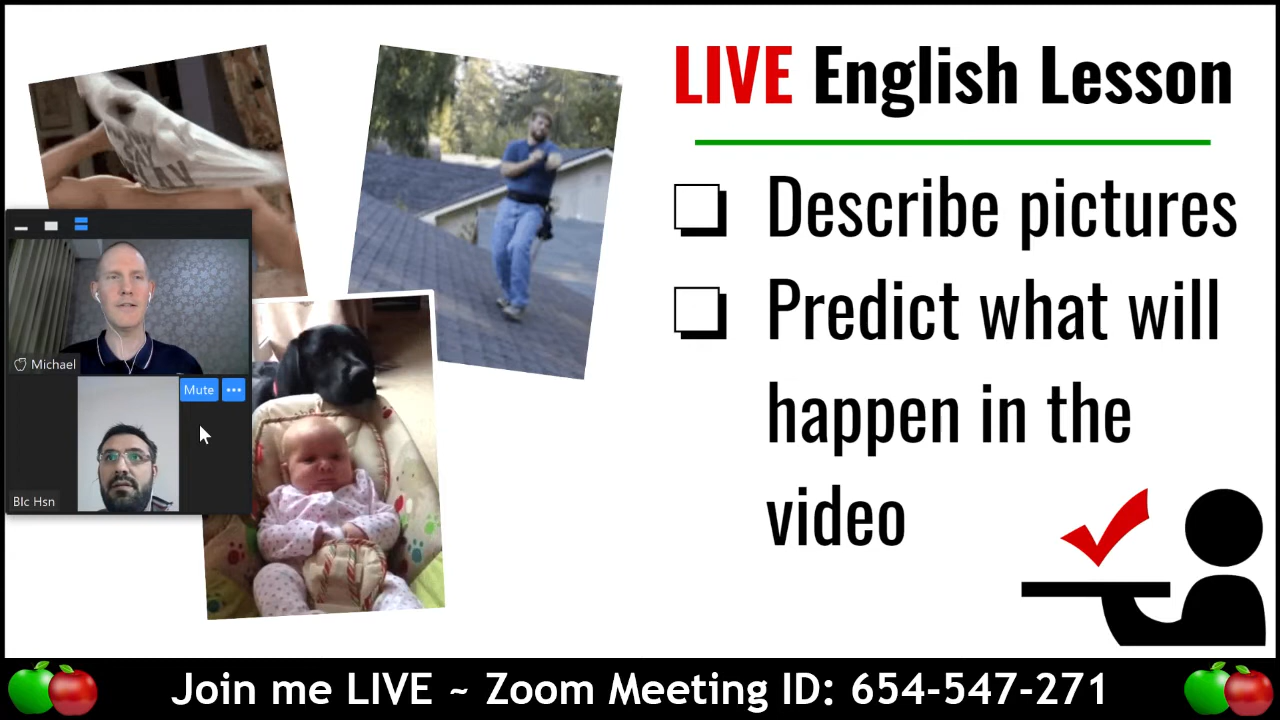 LIVE English Lesson
Describe pictures
Predict what will
happen in the
video
Michael
Mute
Blc Hsn
Join me LIVE ~ Zoom Meeting ID: 654-547-271